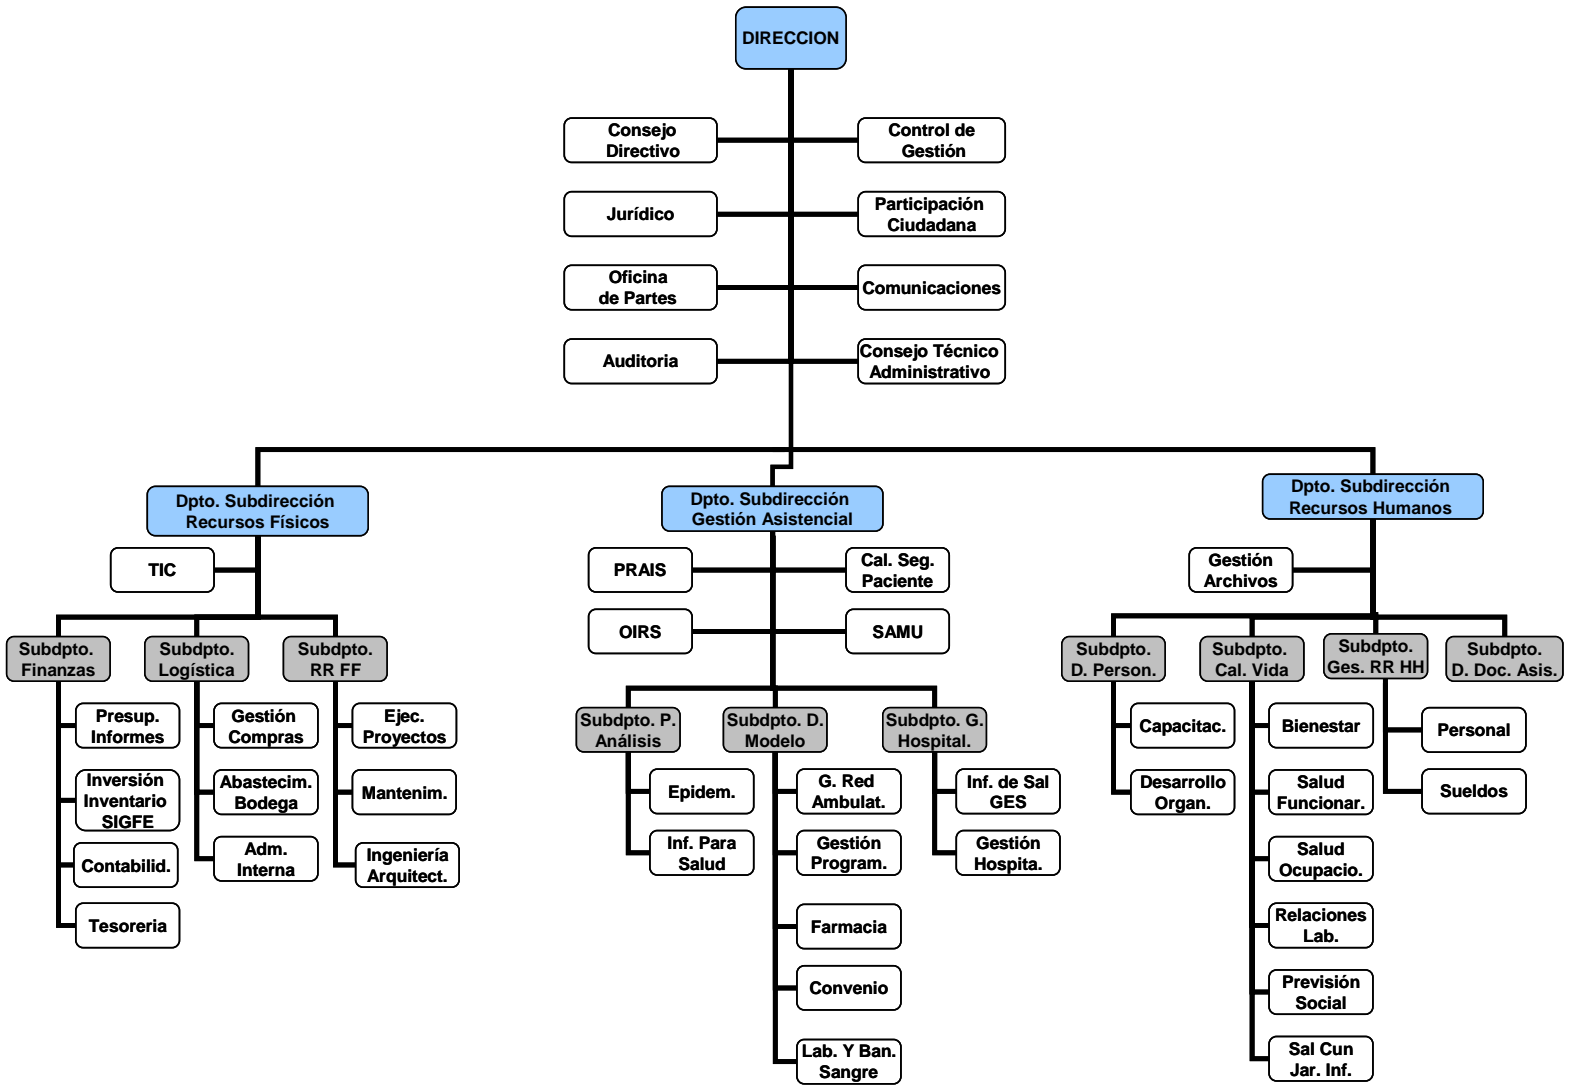 DIRECCION
Consejo
Directivo
Control de
Gestión
Jurídico
Participación
Ciudadana
Oficina
de Partes
Comunicaciones
Auditoria
Consejo Técnico
Administrativo
Dpto. Subdirección
Recursos Físicos
TIC
Subdpto.
Finanzas
Presup.
Informes
Inversión
Inventario
SIGFE
Contabilid.
Tesoreria
Subdpto.
Logística
Gestión
Compras
Abastecim.
Bodega
Adm.
Interna
Subdpto.
RR FF
Ejec.
Proyectos
Mantenim.
Ingeniería
Arquitect.
Dpto. Subdirección
Gestión Asistencial
PRAIS
Cal. Seg.
Paciente
OIRS
SAMU
Subdpto. P.
Análisis
Epidem.
Inf. Para
Salud
Subdpto. D.
Modelo
G. Red
Ambulat.
Gestión
Program.
Farmacia
Convenio
Lab. Y Ban.
Sangre
Subdpto. G.
Hospital.
Inf. de Sal
GES
Gestión
Hospita.
Dpto. Subdirección
Recursos Humanos
Gestión
Archivos
Subdpto.
D. Person.
Capacitac.
Desarrollo
Organ.
Subdpto.
Cal. Vida
Bienestar
Salud
Funcionar.
Salud
Ocupacio.
Relaciones
Lab.
Previsión
Social
Sal Cun
Jar. Inf.
Subdpto.
Ges. RR HH
Personal
Sueldos
Subdpto.
D. Doc. Asis.